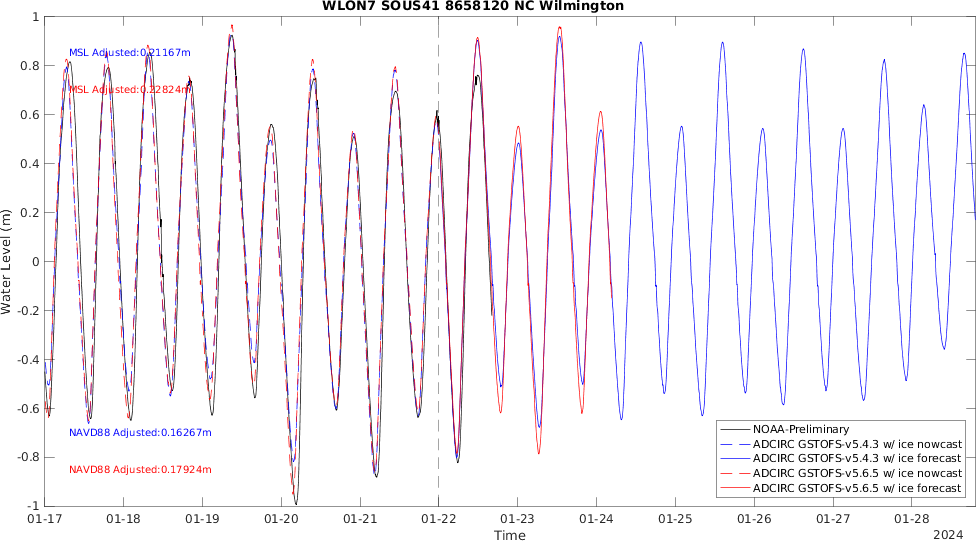 WLON7 SOUS41 8658120 NC Wilmington
1
0.8
0.6
0.4
0.2
0
-0.2
-0.4
-0.6
-0.8
-1
Water Level (m)
MSL Adjusted:0.21167m
MSL Adjusted:0.22824m
NAVD88 Adjusted:0.16267m
NAVD88 Adjusted:0.17924m
NOAA-Preliminary
ADCIRC GSTOFS-v5.4.3 w/ ice nowcast
ADCIRC GSTOFS-v5.4.3 w/ ice forecast
ADCIRC GSTOFS-v5.6.5 w/ ice nowcast
ADCIRC GSTOFS-v5.6.5 w/ ice forecast
01-17 01-18 01-19 01-20 01-21 01-22 01-23 01-24 01-25 01-26 01-27 01-28
Time
2024